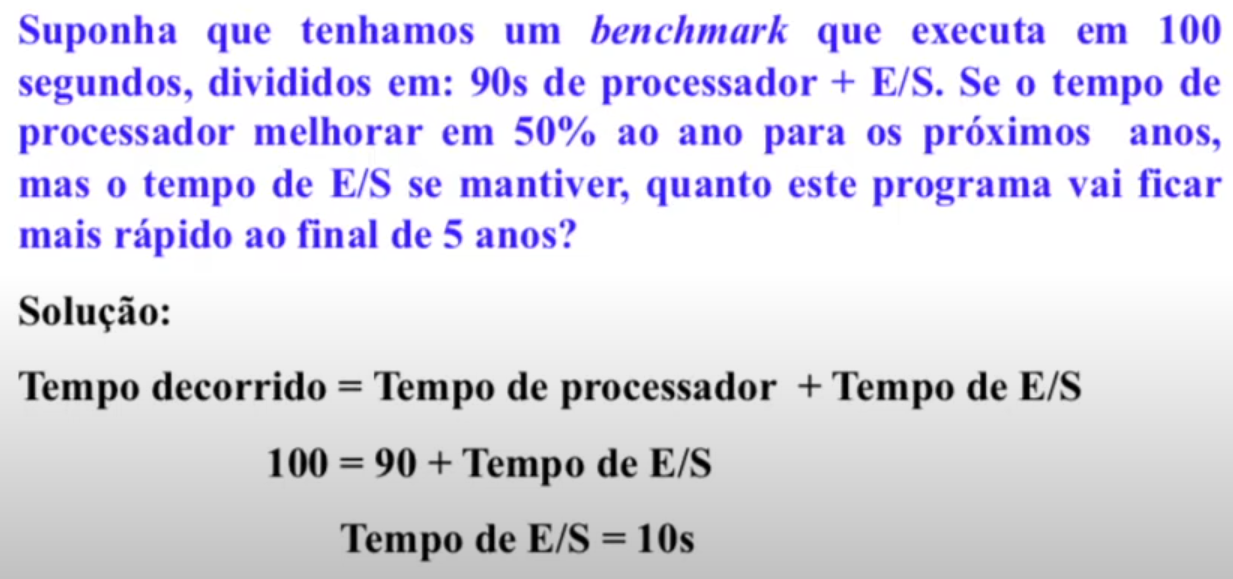 Suponha que tenhamos um benchmark que executa em 100
segundos, divididos em: 90s de processador + E/S. Se o tempo de
processador melhorar em 50% ao ano para os próximos anos,
mas o tempo de E/S se mantiver, quanto este programa vai ficar
mais rápido ao final de 5 anos?
Solução:
Tempo decorrido = Tempo de processador + Tempo de E/S
100 = 90 + Tempo de E/S
Tempo de E/S = 10s